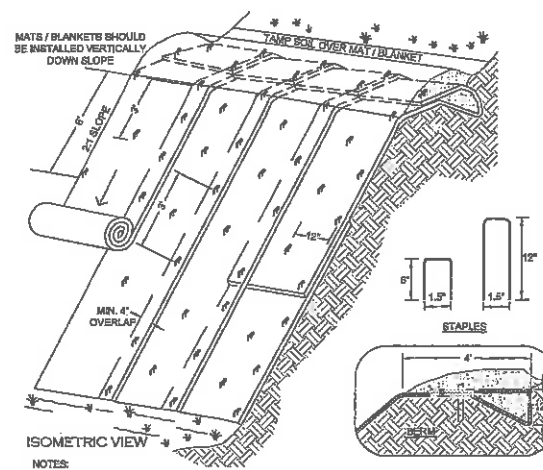 MATS / BLANKETS SHOULD
BE INSTALLED VERTICALLY
DOWN SLOPE
TAMP SOIL OVER MAT / BLANKET
2:1 SLOPE
3"
12"
MIN. 4"
OVERLAP
6"
1.5"
12"
1.5"
STAPLES
4'
BERM
ISOMETRIC VIEW
NOTES: